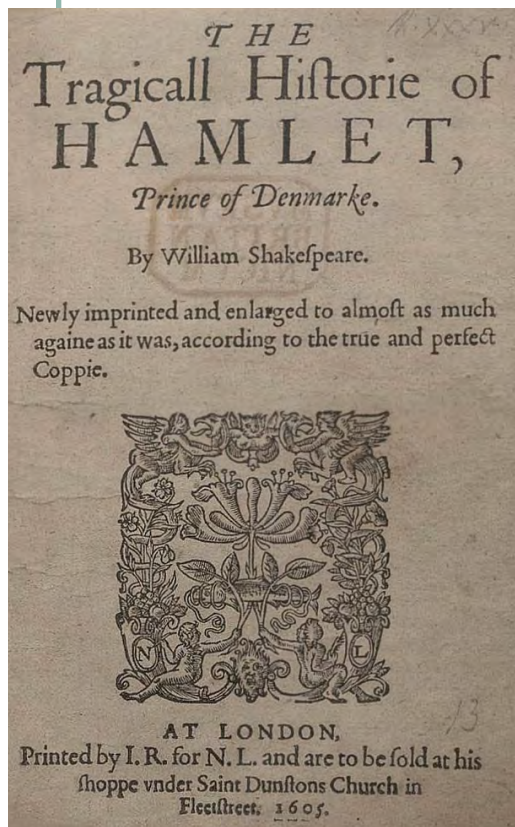 THE
Tragicall Hiſtorie of
HAMLET,
Prince of Denmarke.
By William Shakeſpeare.
Newly imprinted and enlarged to almoſt as much
againe as it was, according to the true and perfect
Coppie.
N L
AT LONDON,
Printed by I. R. for N. L. and are to be ſold at his
ſhoppe vnder Saint Dunſtons Church in
Fleetſtreet. 1605.
13